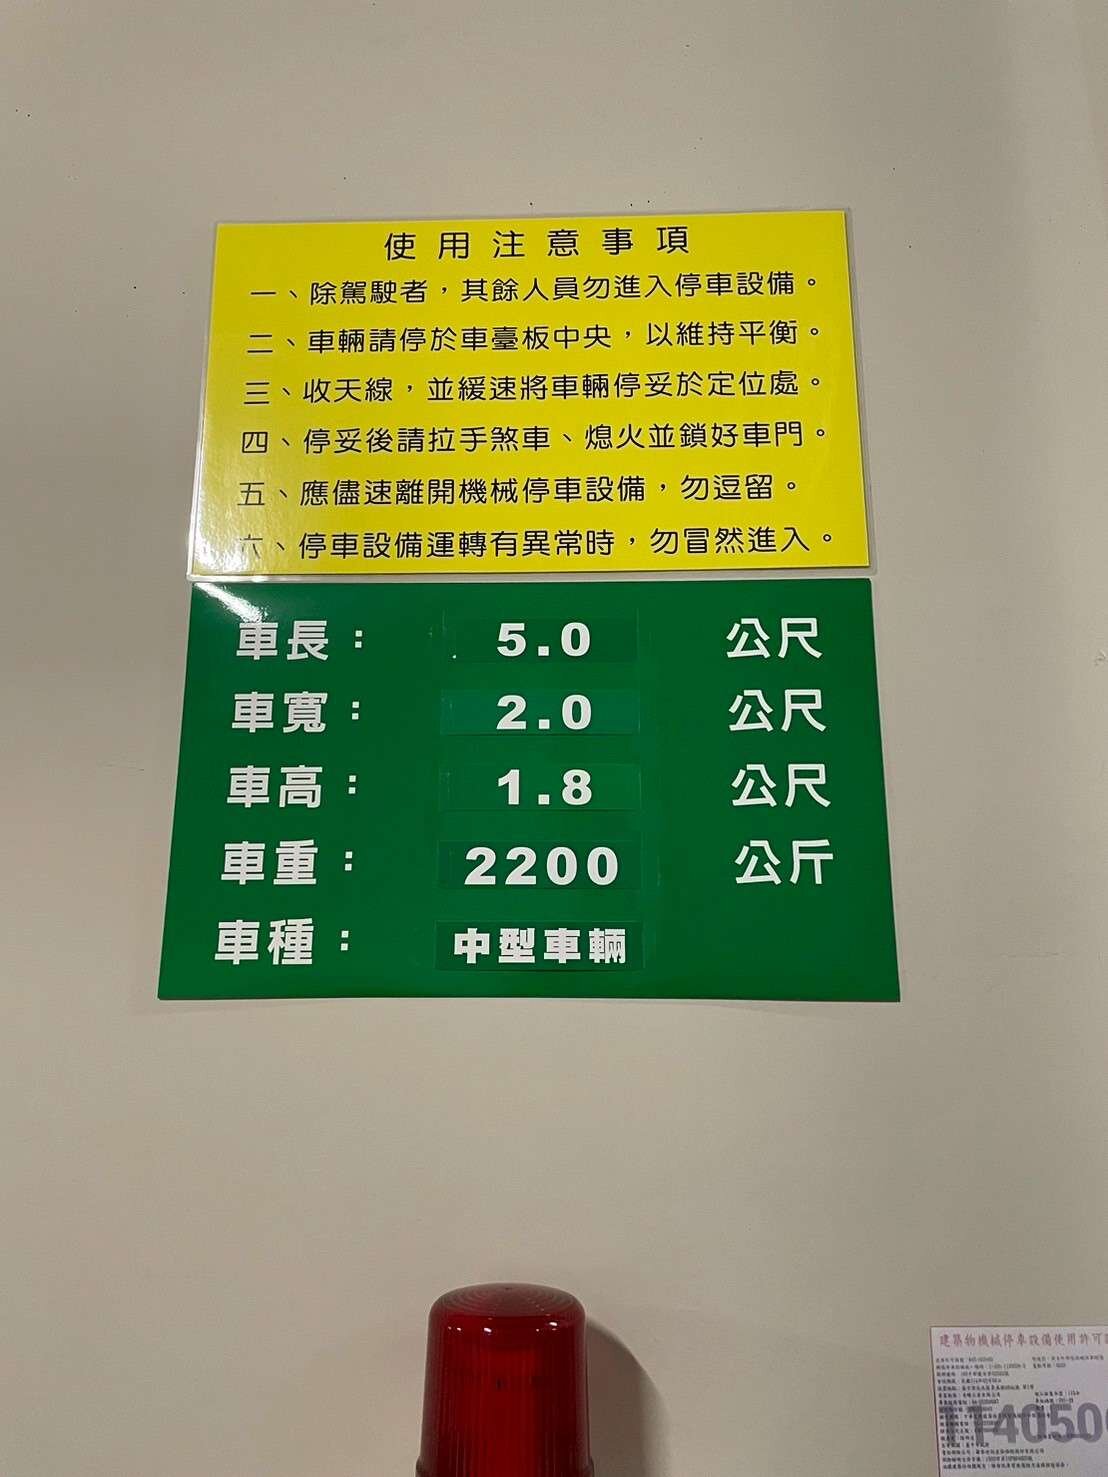 使用注意事項
一、除駕駛者，其餘人員勿進入停車設備。
二、車輛請停於車臺板中央，以維持平衡。
三、收天線，並緩速將車輛停妥於定位處。
四、停妥後請拉手煞車、熄火並鎖好車門。
五、應儘速離開機械停車設備，勿逗留。
六、停車設備運轉有異常時，勿冒然進入。
車長： 5.0 公尺
車寬： 2.0 公尺
車高： 1.8 公尺
車重： 2200 公斤
車種： 中型車輛
建築物機械停車設備使用許可